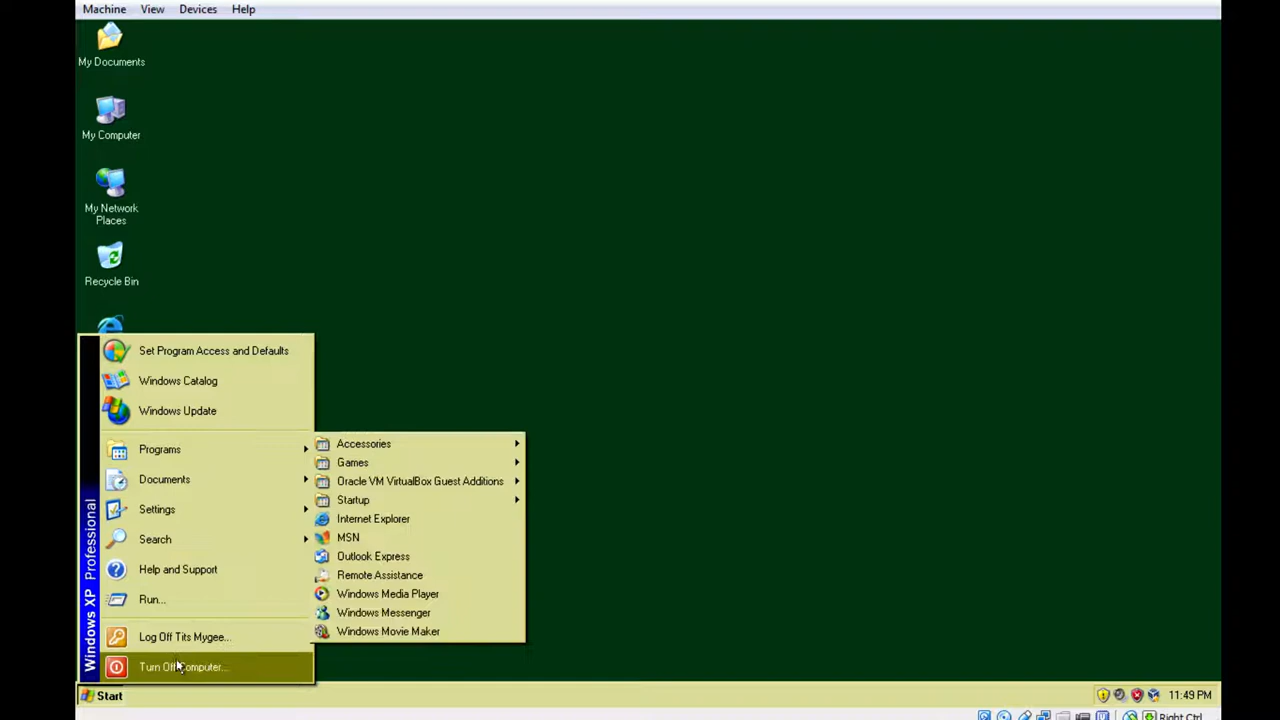 Machine View Devices Help
My Documents
My Computer
My Network
Places
Recycle Bin
Set Program Access and Defaults
Windows Catalog
Windows Update
Programs
Documents
Settings
Search
Help and Support
Run...
Log Off Tits Mygee...
Turn Off Computer...
Windows XP Professional
Accessories
Games
Oracle VM VirtualBox Guest Additions
Startup
Internet Explorer
MSN
Outlook Express
Remote Assistance
Windows Media Player
Windows Messenger
Windows Movie Maker
Start
11:49 PM
Right Ctrl